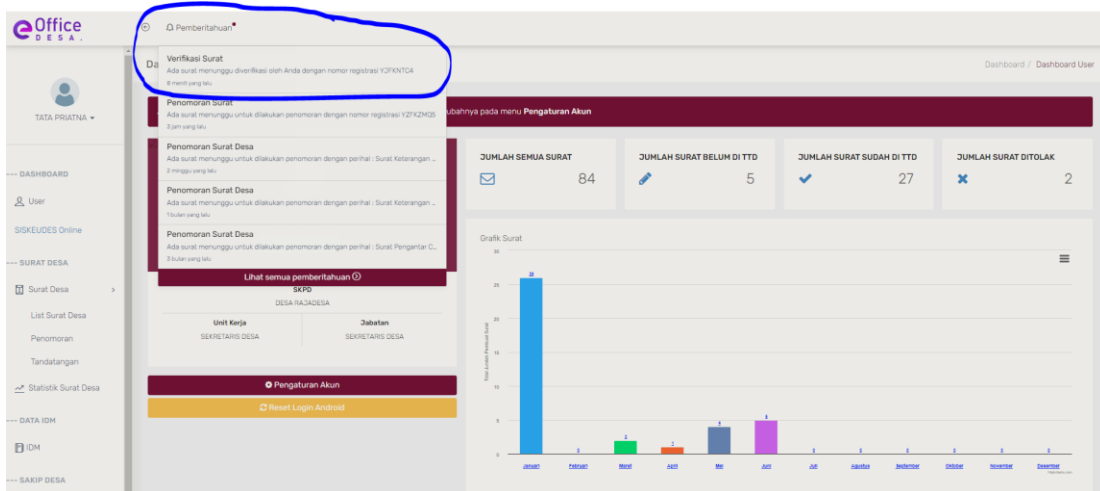 eOffice
DESA.
Pemberitahuan
Verifikasi Surat
Ada surat menunggu diverifikasi oleh Anda dengan nomor registrasi
8 menit yang lalu
Penomoran Surat
Ada surat menunggu untuk dilakukan penomoran dengan nomor registrasi
3 jam yang lalu
Penomoran Surat Desa
Ada surat menunggu untuk dilakukan penomoran dengan perihal : Surat Keterangan ...
2 minggu yang lalu
Penomoran Surat Desa
Ada surat menunggu untuk dilakukan penomoran dengan perihal : Surat Keterangan ...
1 bulan yang lalu
Penomoran Surat Desa
Ada surat menunggu untuk dilakukan penomoran dengan perihal : Surat Pengantar C...
3 bulan yang lalu
Lihat semua pemberitahuan
Da
Dashboard / Dashboard User
ubahnya pada menu Pengaturan Akun
TATA PRIATNA
--- DASHBOARD
User
SISKEUDES Online
--- SURAT DESA
Surat Desa
List Surat Desa
Penomoran
Tandatangan
Statistik Surat Desa
--- DATA IDM
IDM
--- SAKIP DESA
SKPD
DESA RAJADESA
Unit Kerja
SEKRETARIS DESA
Jabatan
SEKRETARIS DESA
Pengaturan Akun
Reset Login Android
JUMLAH SEMUA SURAT
84
JUMLAH SURAT BELUM DI TTD
5
JUMLAH SURAT SUDAH DI TTD
27
JUMLAH SURAT DITOLAK
2
Grafik Surat
30
25
20
15
10
5
0
Januari
Februari
Maret
April
Mei
Juni
Juli
Agustus
September
Oktober
November
Desember